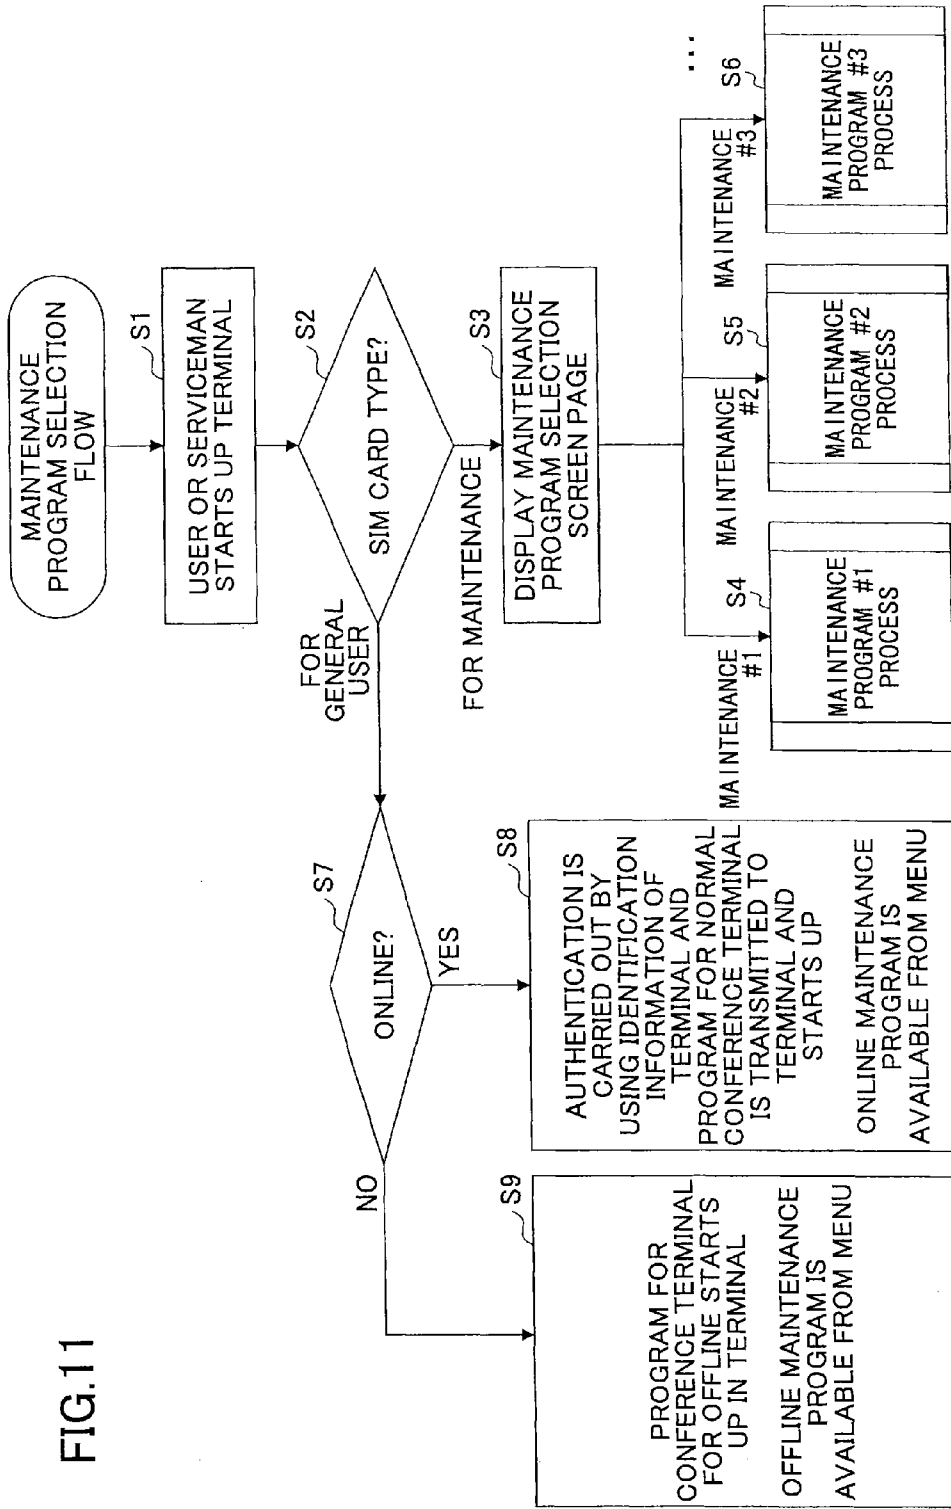 FIG.11
MAINTENANCE
PROGRAM SELECTION
FLOW
S1
USER OR SERVICEMAN
STARTS UP TERMINAL
S2
SIM CARD TYPE?
FOR
GENERAL
USER
FOR MAINTENANCE
S3
DISPLAY MAINTENANCE
PROGRAM SELECTION
SCREEN PAGE
S7
ONLINE?
NO
YES
S9
PROGRAM FOR
CONFERENCE TERMINAL
FOR OFFLINE STARTS
UP IN TERMINAL
OFFLINE MAINTENANCE
PROGRAM IS
AVAILABLE FROM MENU
S8
AUTHENTICATION IS
CARRIED OUT BY
USING IDENTIFICATION
INFORMATION OF
TERMINAL AND
PROGRAM FOR NORMAL
CONFERENCE TERMINAL
IS TRANSMITTED TO
TERMINAL AND
STARTS UP
ONLINE MAINTENANCE
PROGRAM IS
AVAILABLE FROM MENU
MAINTENANCE
#1
S4
MAINTENANCE
PROGRAM #1
PROCESS
MAINTENANCE
#2
S5
MAINTENANCE
PROGRAM #2
PROCESS
MAINTENANCE
#3
S6
MAINTENANCE
PROGRAM #3
PROCESS
...